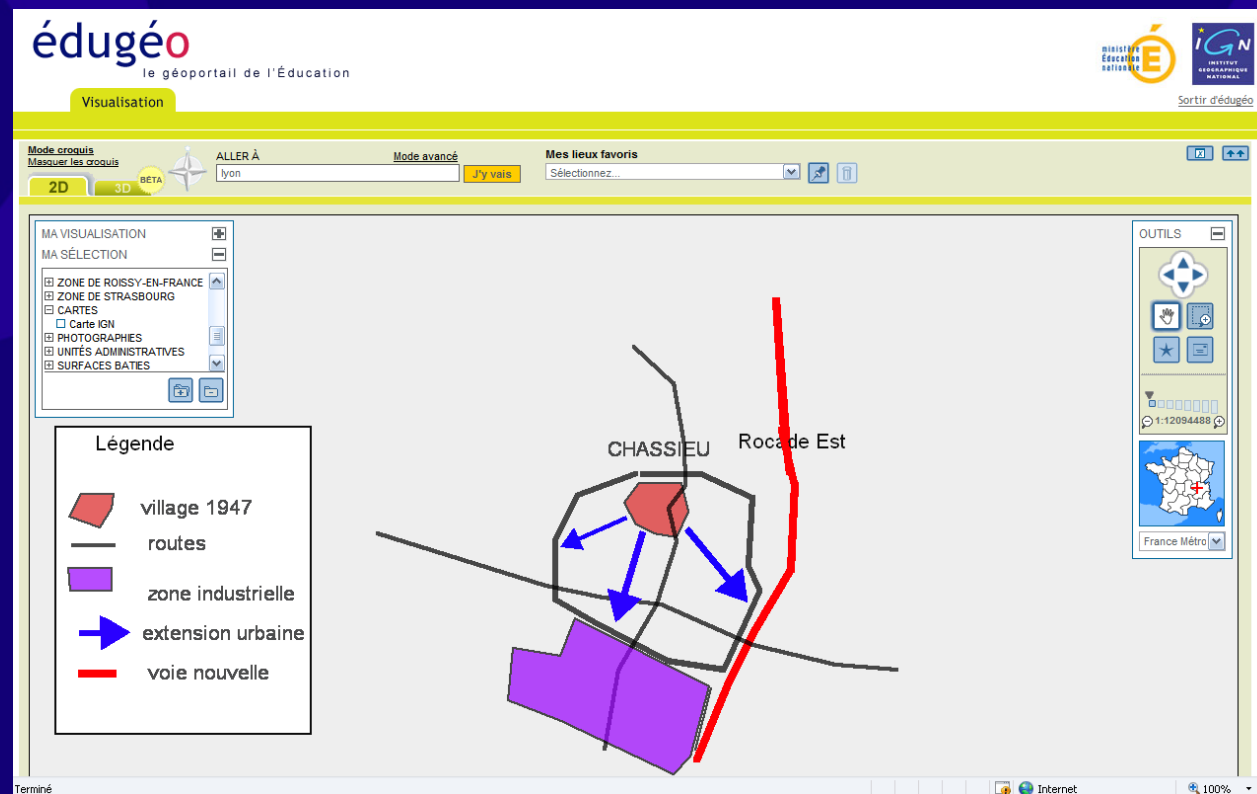 édugéo
le géoportail de l'Éducation
ministère
Éducation
nationale
É
IGN
INSTITUT
GEOGRAPHIQUE
NATIONAL
Visualisation
Sortir d'édugéo
Mode croquis
Masquer les croquis
2D
3D
BÉTA
ALLER À
Mode avancé
lyon
J'y vais
Mes lieux favoris
Sélectionnez...
MA VISUALISATION
MA SÉLECTION
ZONE DE ROISSY-EN-FRANCE
ZONE DE STRASBOURG
CARTES
Carte IGN
PHOTOGRAPHIES
UNITÉS ADMINISTRATIVES
SURFACES BATIES
OUTILS
1:12094488
France Métro
Légende
village 1947
routes
zone industrielle
extension urbaine
voie nouvelle
CHASSIEU
Rocade Est
Terminé
Internet
100%